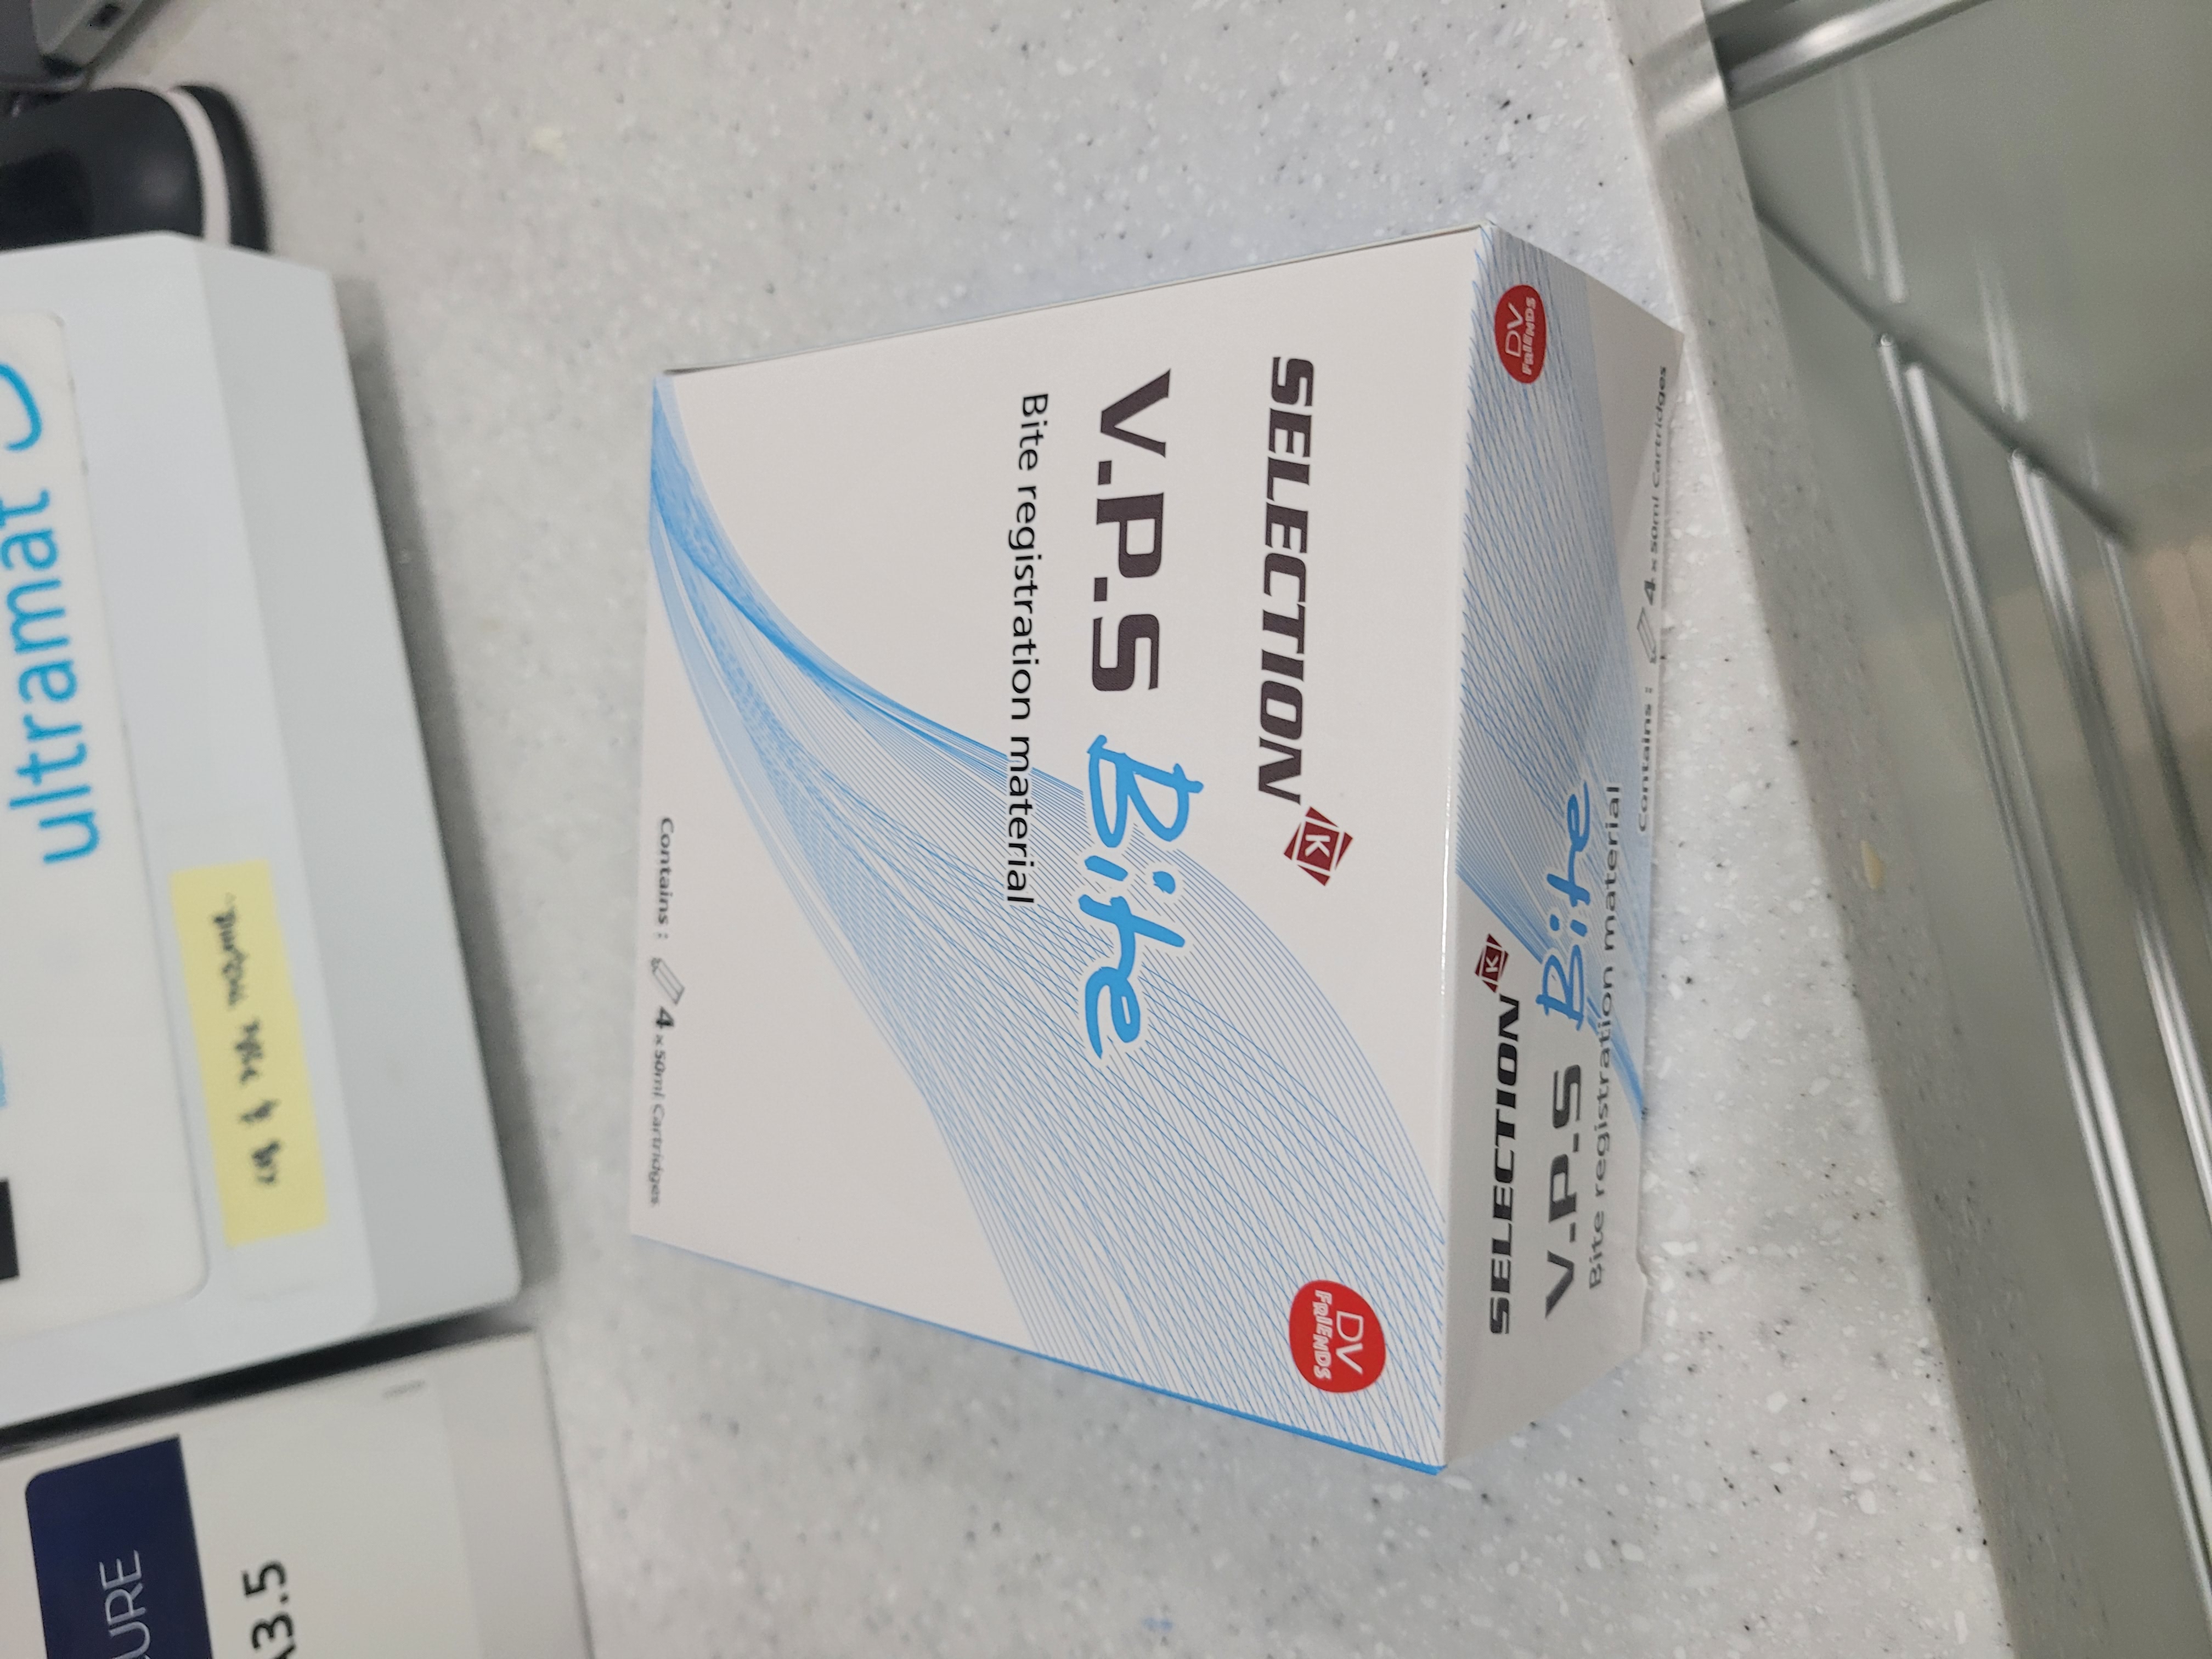 ultramat
URE
A3.5
Contains : 4 x 50ml Cartridges
Bite registration material
V.P.S Bite
SELECTION K
DV
FRIENDS
SELECTION K
DV
FRIENDS
V.P.S Bite
Bite registration material
Contains : 4 x 50ml Cartridges